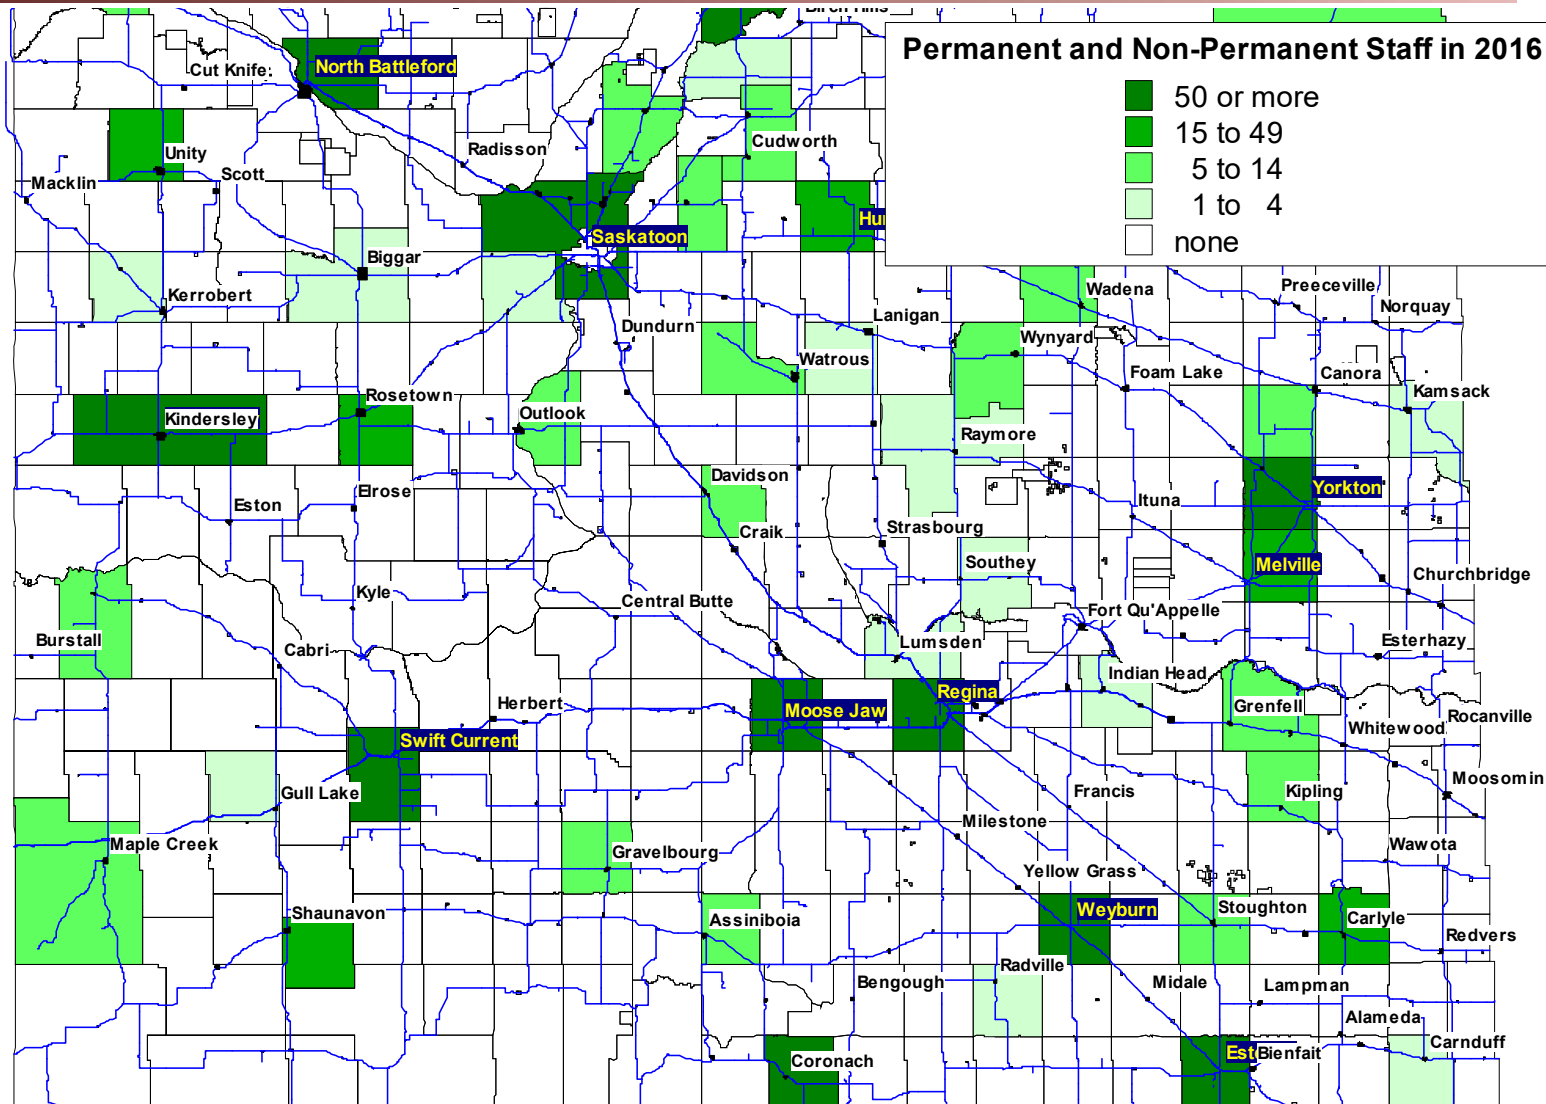 Birch Hills
Permanent and Non-Permanent Staff in 2016
50 or more
15 to 49
5 to 14
1 to 4
none
Cut Knife
North Battleford
Radisson
Cudworth
Unity
Scott
Macklin
Saskatoon
Biggar
Kerrobert
Wadena
Preeceville
Norquay
Dundurn
Lanigan
Wynyard
Watrous
Foam Lake
Canora
Kamsack
Rosetown
Kindersley
Outlook
Raymore
Davidson
Yorkton
Elrose
Eston
Ituna
Craik
Strasbourg
Southey
Melville
Churchbridge
Kyle
Central Butte
Fort Qu'Appelle
Burstall
Cabri
Lumsden
Esterhazy
Indian Head
Herbert
Regina
Moose Jaw
Grenfell
Rocanville
Whitewood
Swift Current
Gull Lake
Francis
Kipling
Moosomin
Milestone
Maple Creek
Gravelbourg
Wawota
Yellow Grass
Shaunavon
Assiniboia
Weyburn
Stoughton
Carlyle
Redvers
Radville
Bengough
Midale
Lampman
Alameda
Carnduff
Coronach
Est
Bienfait